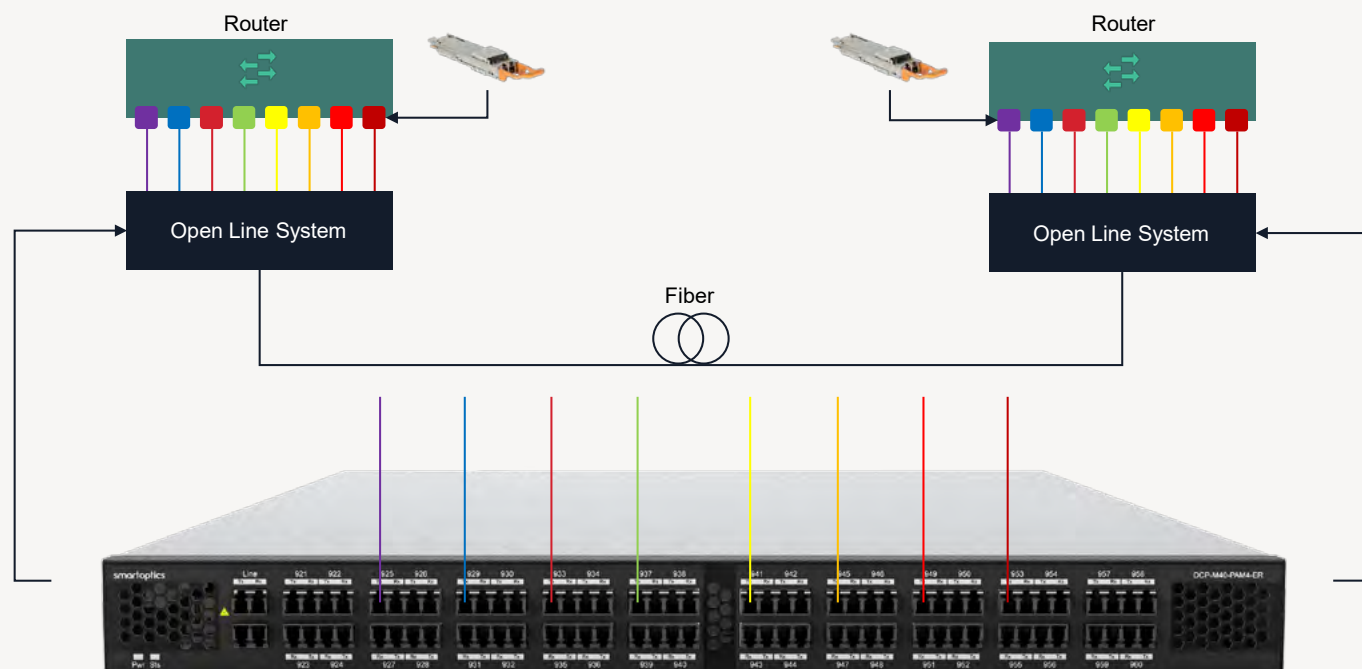 Router
Router
Open Line System
Open Line System
Fiber
smartoptics
Line 921 922 925 926 929 930 933 934 937 938 941 942 945 946 949 950 953 954 957 958
DCP-M40-PAM4-ER
Pwr Sts
923 924 927 928 931 932 935 936 939 940 943 944 947 948 951 952 955 956 959 960